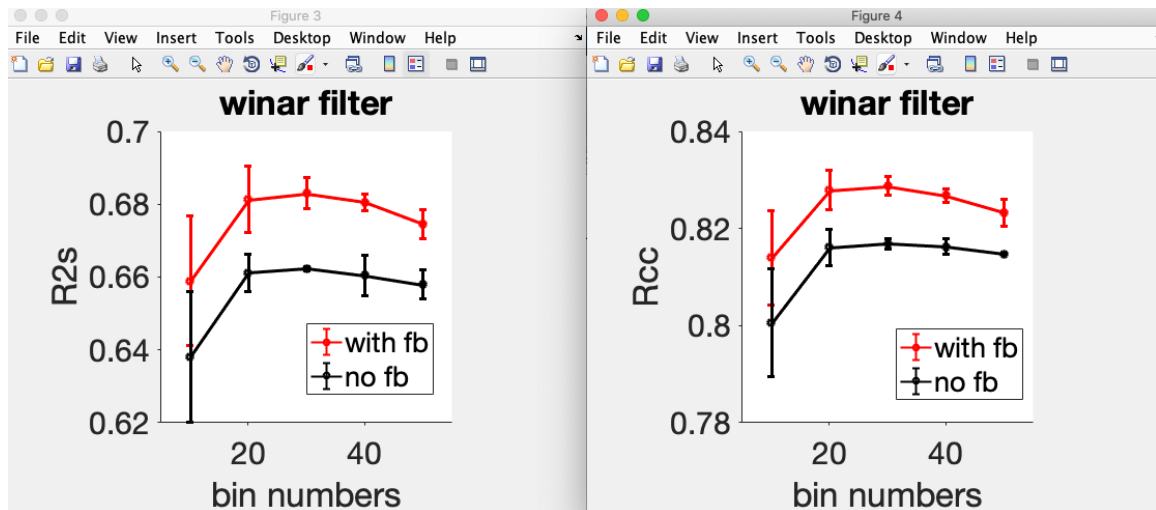 Figure 3
File Edit View Insert Tools Desktop Window Help
winar filter
0.7
0.68
0.66
0.64
0.62
R2s
with fb
no fb
20 40
bin numbers
Figure 4
File Edit View Insert Tools Desktop Window Help
winar filter
0.84
0.82
0.8
0.78
Rcc
with fb
no fb
20 40
bin numbers